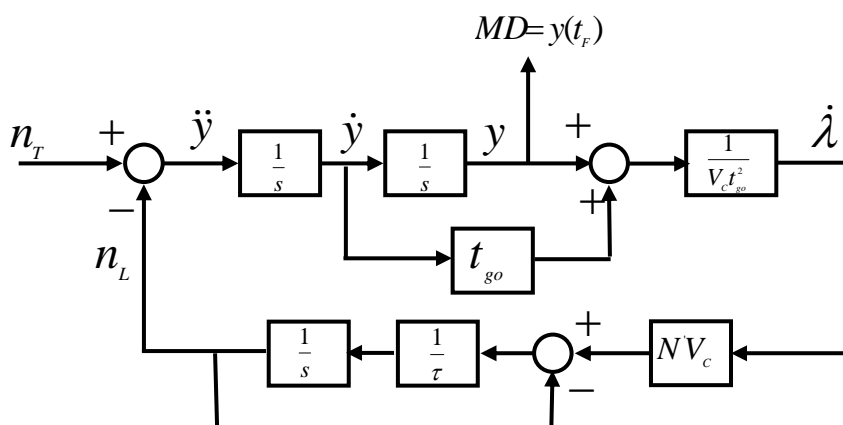 MD=y(t_F)
n_T + ÿ 1/s ẏ 1/s y + 1/(V_C t_go^2) λ̇
− +
n_L t_go
1/s 1/τ + N'V_C
−